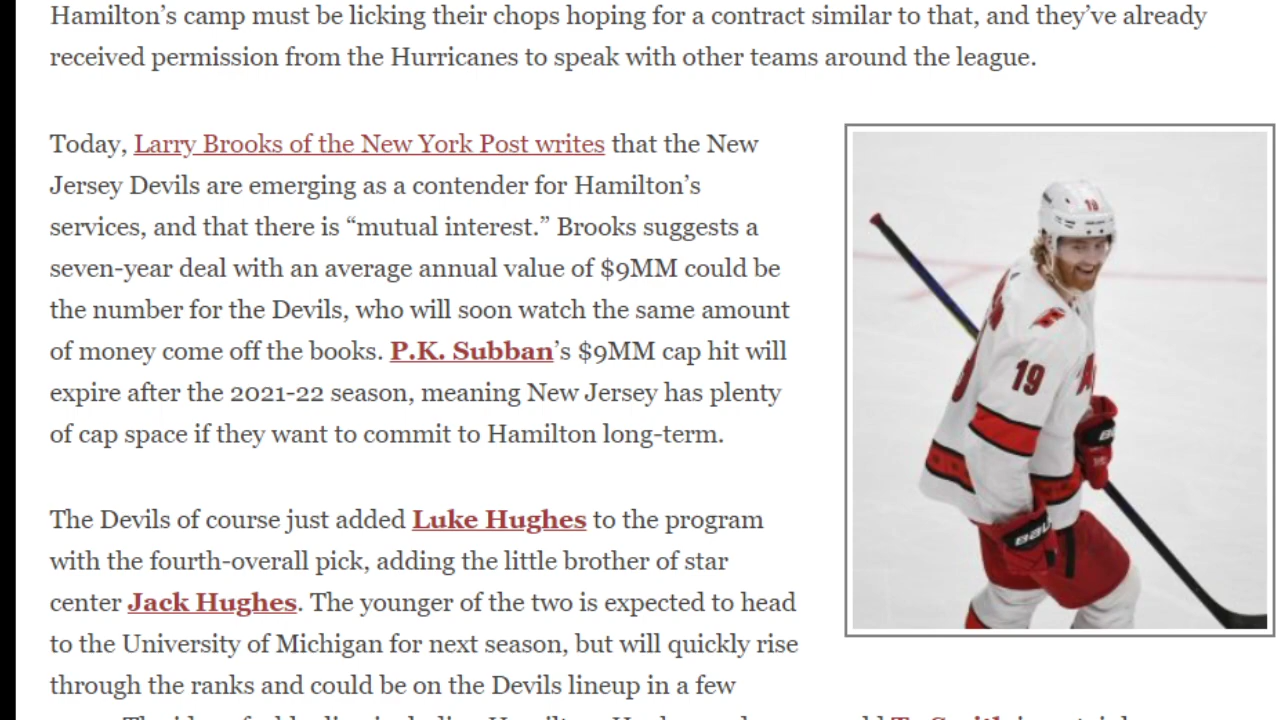 Hamilton’s camp must be licking their chops hoping for a contract similar to that, and they’ve already
received permission from the Hurricanes to speak with other teams around the league.
Today, Larry Brooks of the New York Post writes that the New
Jersey Devils are emerging as a contender for Hamilton’s
services, and that there is “mutual interest.” Brooks suggests a
seven-year deal with an average annual value of $9MM could be
the number for the Devils, who will soon watch the same amount
of money come off the books. P.K. Subban’s $9MM cap hit will
expire after the 2021-22 season, meaning New Jersey has plenty
of cap space if they want to commit to Hamilton long-term.
The Devils of course just added Luke Hughes to the program
with the fourth-overall pick, adding the little brother of star
center Jack Hughes. The younger of the two is expected to head
to the University of Michigan for next season, but will quickly rise
through the ranks and could be on the Devils lineup in a few
19
19